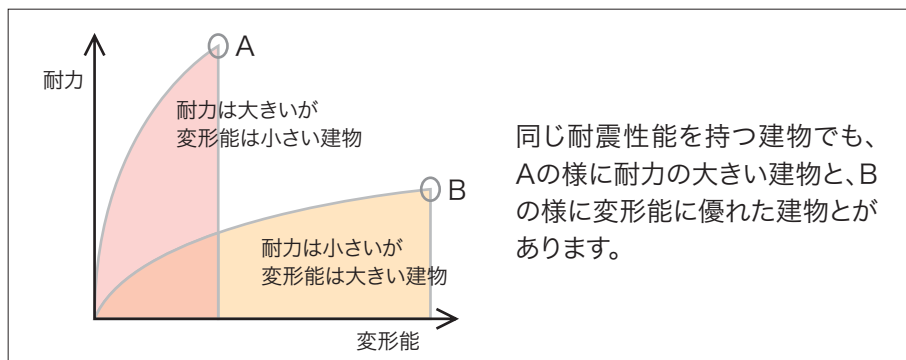 A
耐力
耐力は大きいが
変形能は小さい建物
B
耐力は小さいが
変形能は大きい建物
変形能
同じ耐震性能を持つ建物でも、
Aの様に耐力の大きい建物と、B
の様に変形能に優れた建物とが
あります。